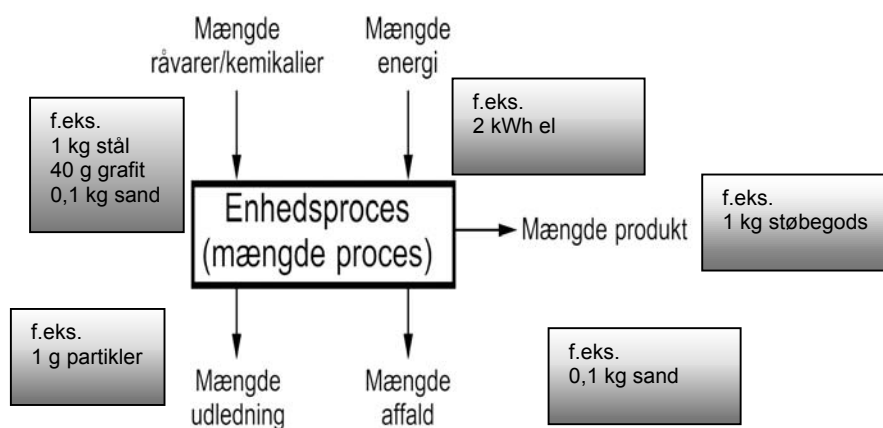 Mængde
råvarer/kemikalier
Mængde
energi
f.eks.
1 kg stål
40 g grafit
0,1 kg sand
f.eks.
2 kWh el
Enhedsproces
(mængde proces)
Mængde produkt
f.eks.
1 kg støbegods
f.eks.
1 g partikler
Mængde
udledning
Mængde
affald
f.eks.
0,1 kg sand